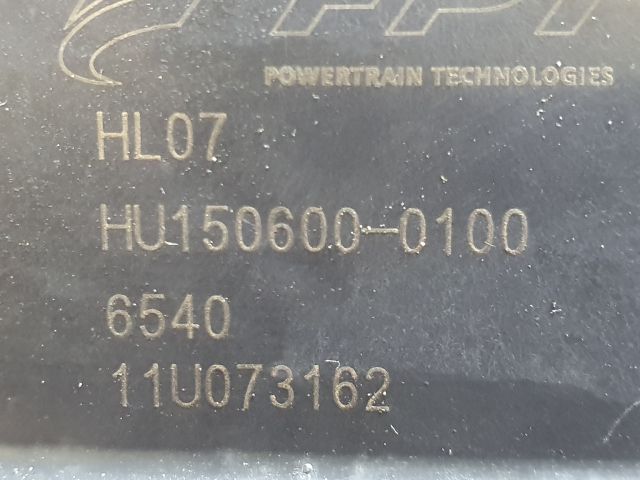 POWERTRAIN TECHNOLOGIES
HL07
HU150600-0100
6540
11U073162